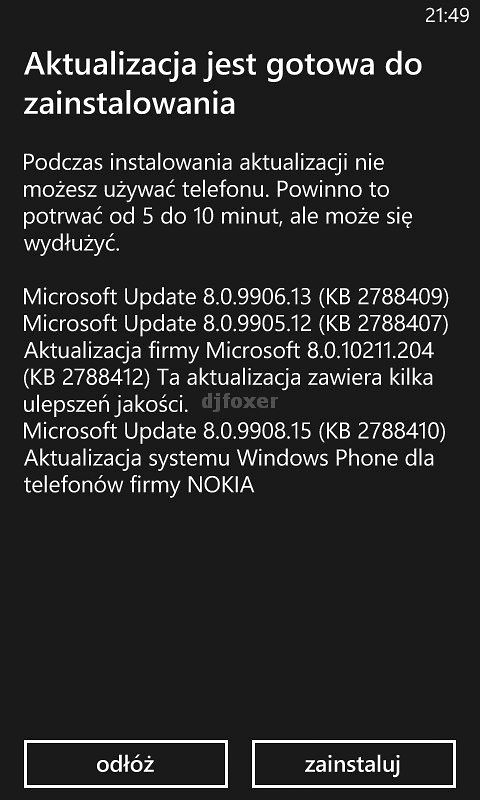 21:49
Aktualizacja jest gotowa do
zainstalowania
Podczas instalowania aktualizacji nie
możesz używać telefonu. Powinno to
potrwać od 5 do 10 minut, ale może się
wydłużyć.
Microsoft Update 8.0.9906.13 (KB 2788409)
Microsoft Update 8.0.9905.12 (KB 2788407)
Aktualizacja firmy Microsoft 8.0.10211.204
(KB 2788412) Ta aktualizacja zawiera kilka
ulepszeń jakości. djfoxer
Microsoft Update 8.0.9908.15 (KB 2788410)
Aktualizacja systemu Windows Phone dla
telefonów firmy NOKIA
odłóż zainstaluj